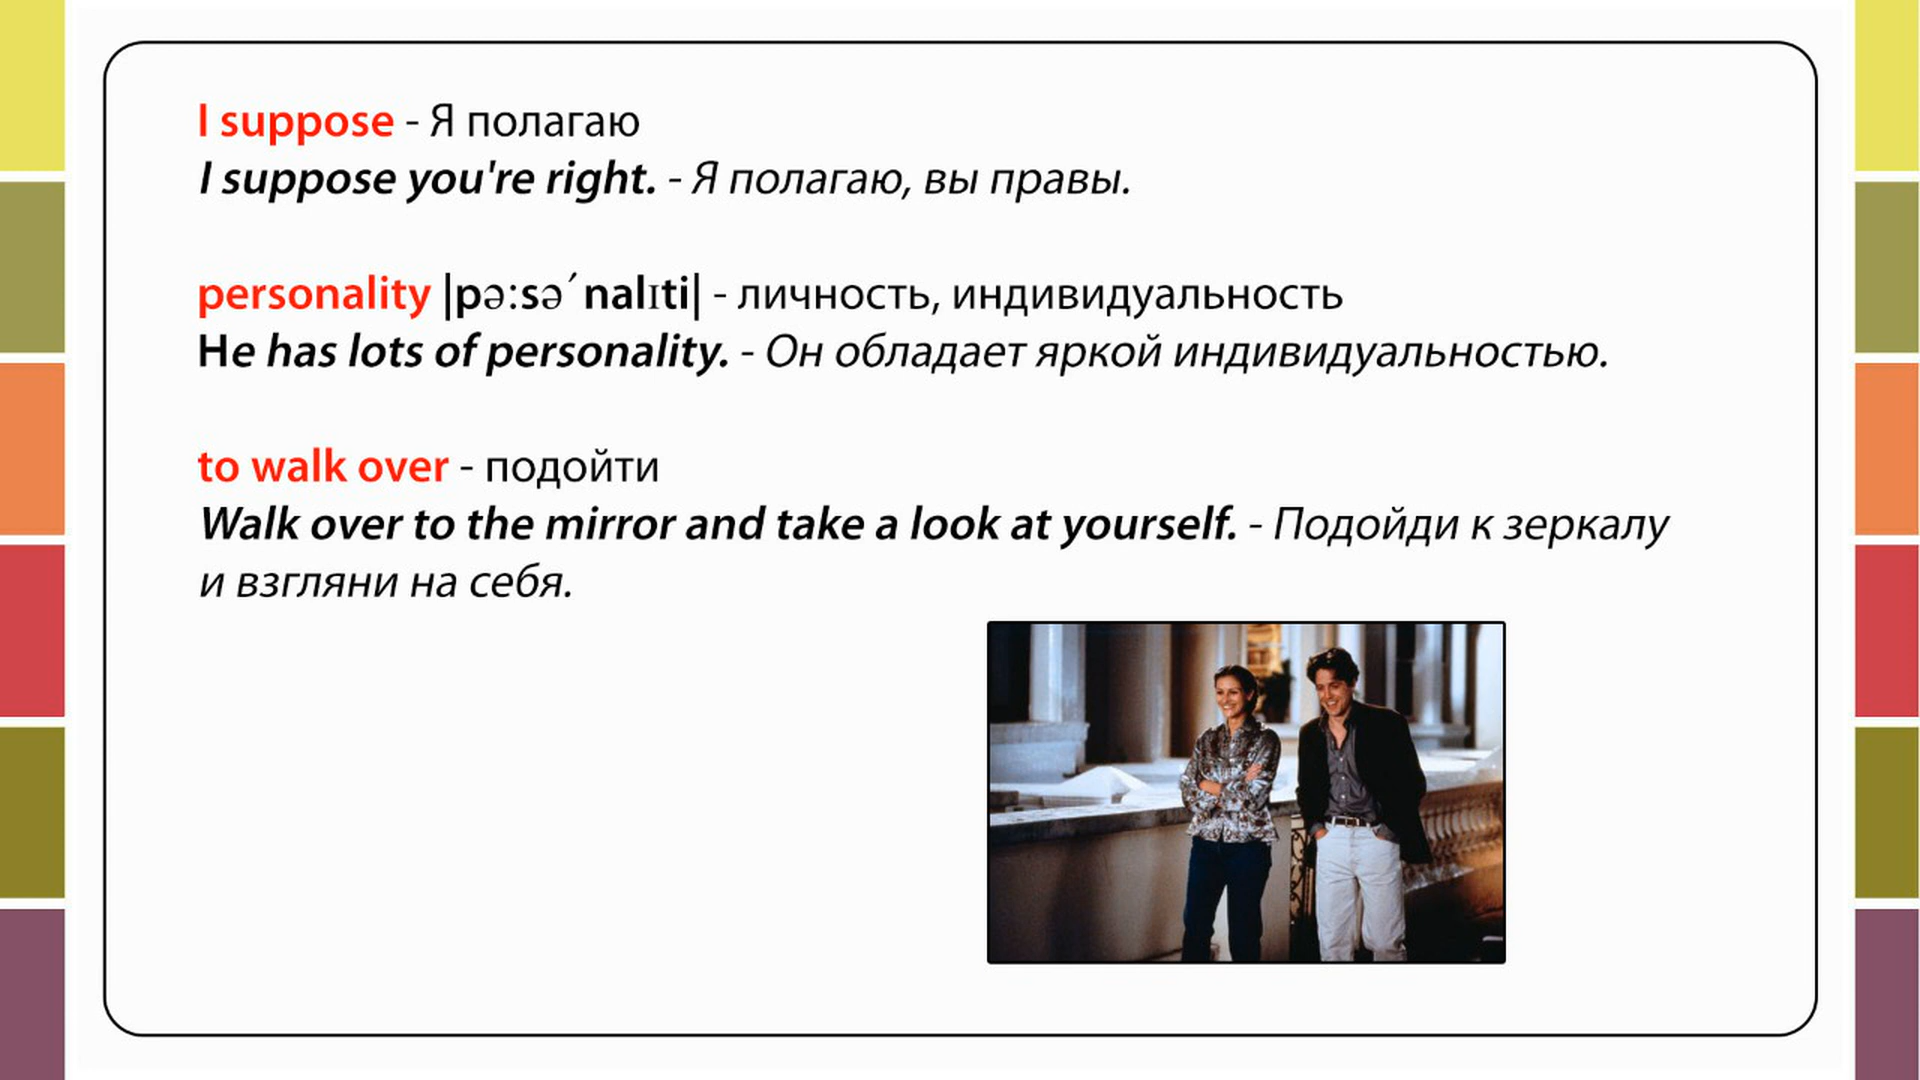 I suppose - Я полагаю
I suppose you're right. - Я полагаю, вы правы.
personality |pə:sə´nalɪti| - личность, индивидуальность
He has lots of personality. - Он обладает яркой индивидуальностью.
to walk over - подойти
Walk over to the mirror and take a look at yourself. - Подойди к зеркалу
и взгляни на себя.